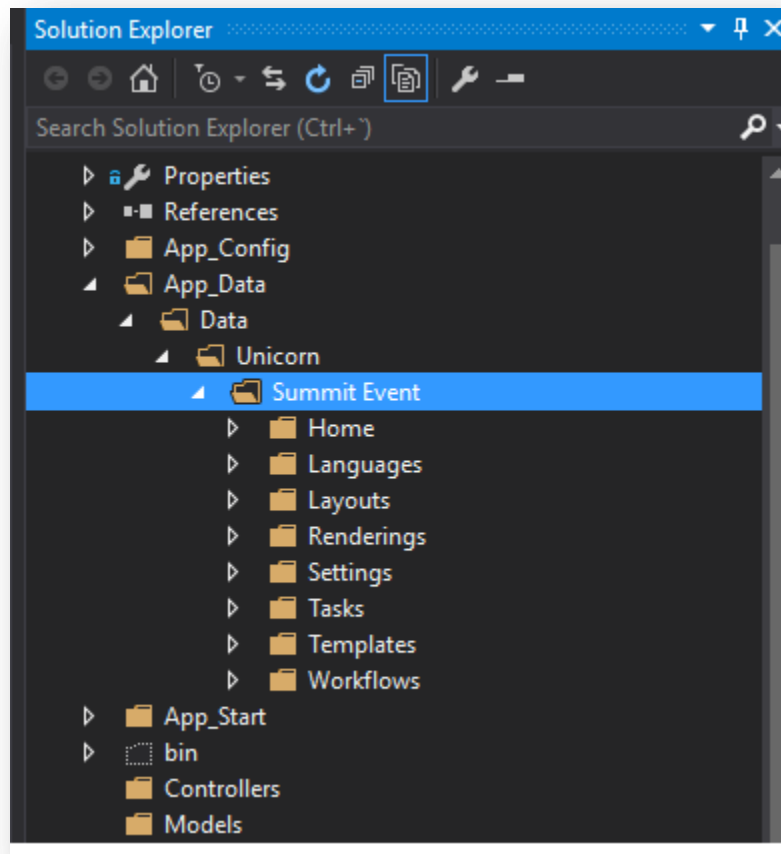 Solution Explorer
Search Solution Explorer (Ctrl+`)
Properties
References
App_Config
App_Data
Data
Unicorn
Summit Event
Home
Languages
Layouts
Renderings
Settings
Tasks
Templates
Workflows
App_Start
bin
Controllers
Models